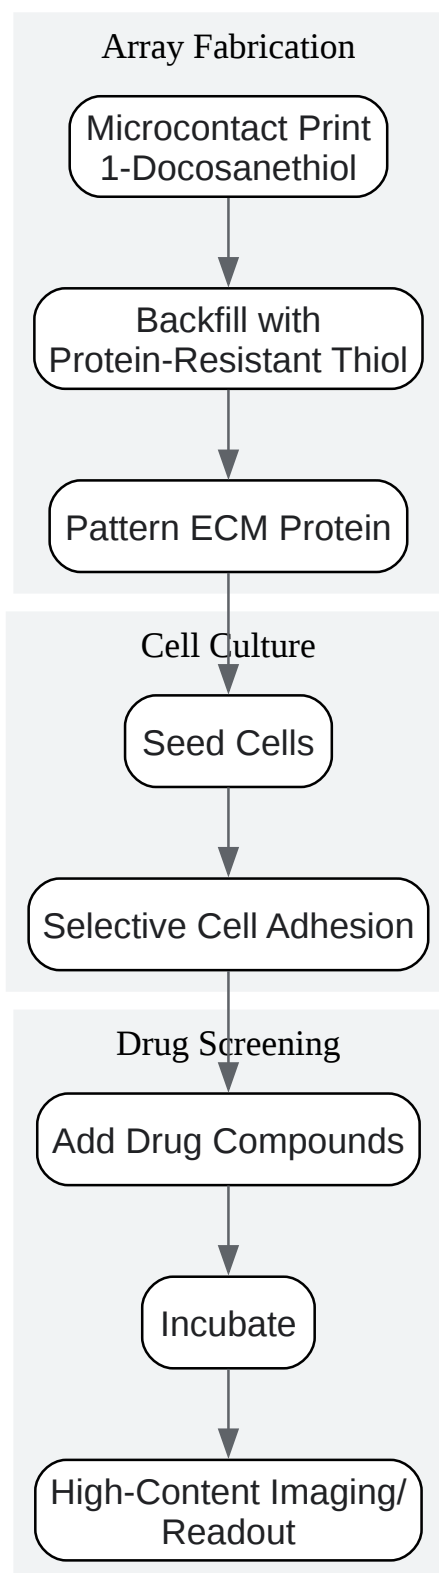 Array Fabrication
Microcontact Print
1-Docosanethiol
Backfill with
Protein-Resistant Thiol
Pattern ECM Protein
Cell Culture
Seed Cells
Selective Cell Adhesion
Drug Screening
Add Drug Compounds
Incubate
High-Content Imaging/
Readout